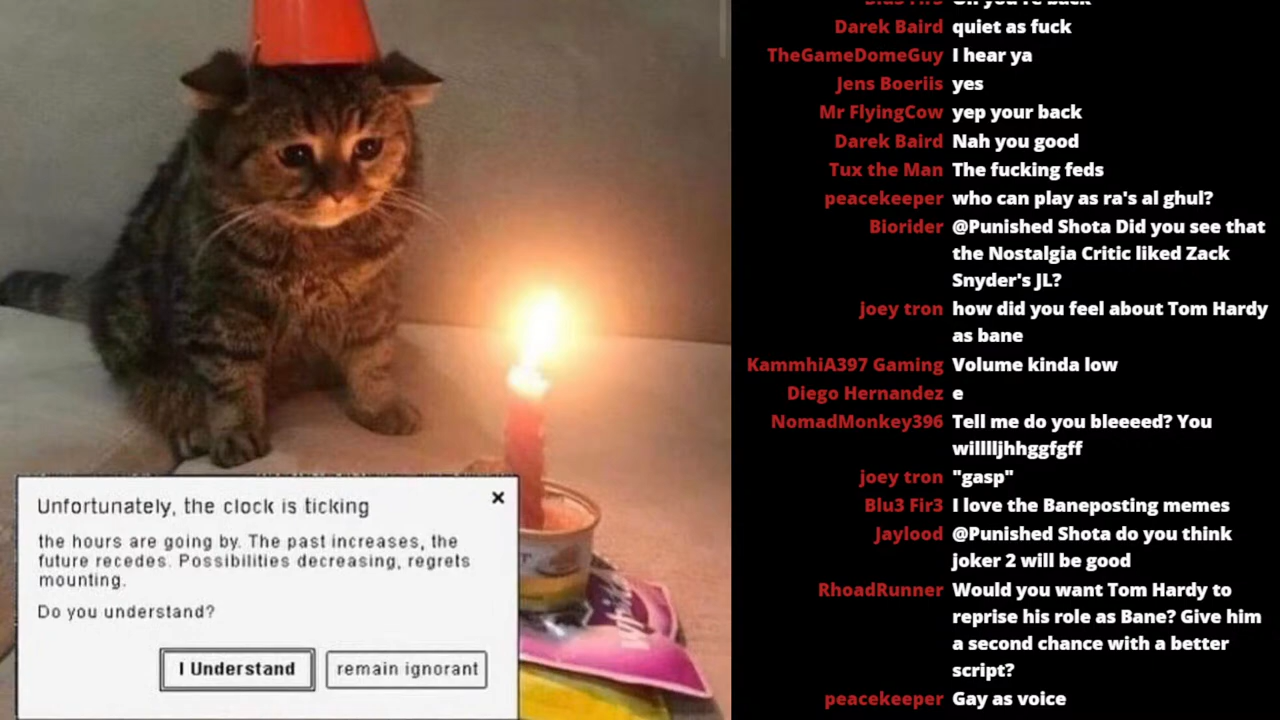 Darek Baird quiet as fuck
TheGameDomeGuy I hear ya
Jens Boeriis yes
Mr FlyingCow yep your back
Darek Baird Nah you good
Tux the Man The fucking feds
peacekeeper who can play as ra's al ghul?
Biorider @Punished Shota Did you see that
the Nostalgia Critic liked Zack
Snyder's JL?
joey tron how did you feel about Tom Hardy
as bane
KammhiA397 Gaming Volume kinda low
Diego Hernandez e
NomadMonkey396 Tell me do you bleeeed? You
willlljhhggfgff
joey tron "gasp"
Blu3 Fir3 I love the Baneposting memes
Jaylood @Punished Shota do you think
joker 2 will be good
RhoadRunner Would you want Tom Hardy to
reprise his role as Bane? Give him
a second chance with a better
script?
peacekeeper Gay as voice
Unfortunately, the clock is ticking
the hours are going by. The past increases, the
future recedes. Possibilities decreasing, regrets
mounting.
Do you understand?
I Understand
remain ignorant